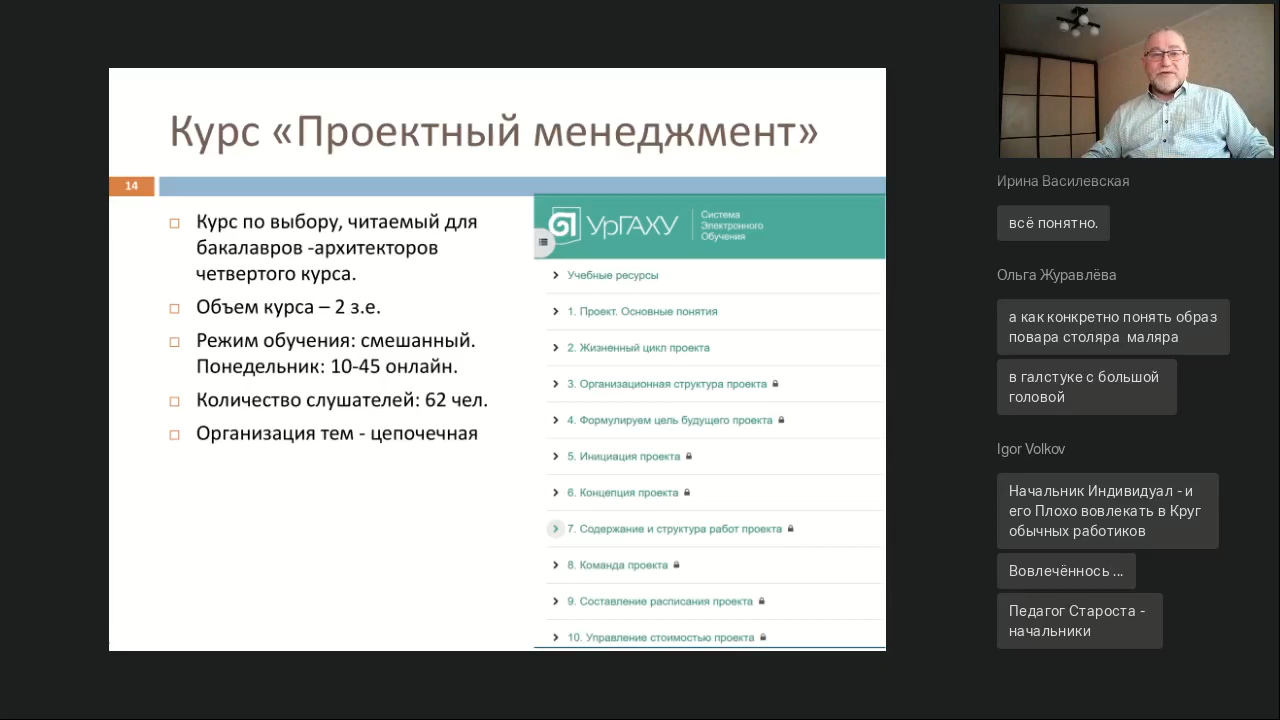 Курс «Проектный менеджмент»
14
Курс по выбору, читаемый для
бакалавров -архитекторов
четвертого курса.
Объем курса – 2 з.е.
Режим обучения: смешанный.
Понедельник: 10-45 онлайн.
Количество слушателей: 62 чел.
Организация тем - цепочечная
УрГАХУ
Система
Электронного
Обучения
Учебные ресурсы
1. Проект. Основные понятия
2. Жизненный цикл проекта
3. Организационная структура проекта
4. Формулируем цель будущего проекта
5. Инициация проекта
6. Концепция проекта
7. Содержание и структура работ проекта
8. Команда проекта
9. Составление расписания проекта
10. Управление стоимостью проекта
Ирина Василевская
всё понятно.
Ольга Журавлёва
а как конкретно понять образ
повара столяра маляра
в галстуке с большой
головой
Igor Volkov
Начальник Индивидуал - и
его Плохо вовлекать в Круг
обычных работиков
Вовлечённось ...
Педагог Староста -
начальники